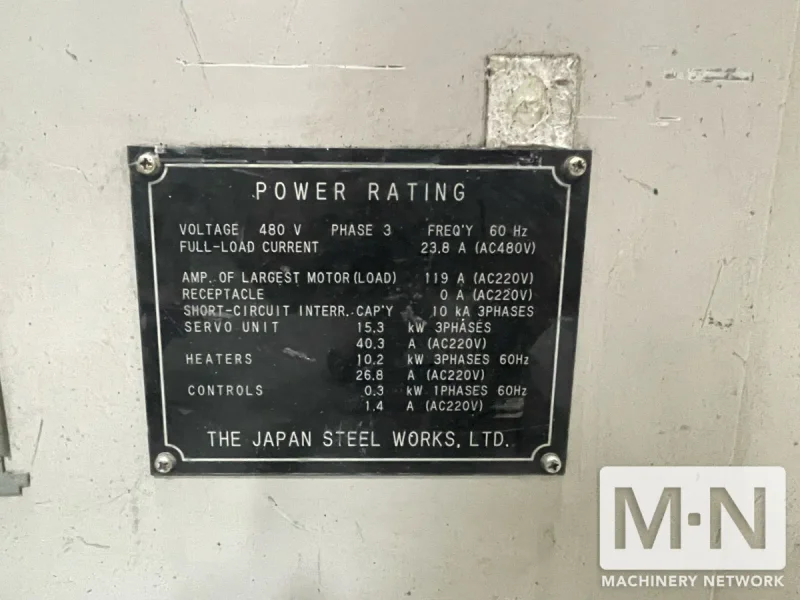 POWER RATING
VOLTAGE 480 V PHASE 3 FREQ'Y 60 Hz
FULL-LOAD CURRENT 23.8 A (AC480V)
AMP. OF LARGEST MOTOR (LOAD) 119 A (AC220V)
RECEPTACLE 0 A (AC220V)
SHORT-CIRCUIT INTERR. CAP'Y 10 kA 3PHASES
SERVO UNIT 15.3 kW 3PHASES
40.3 A (AC220V)
HEATERS 10.2 kW 3PHASES 60Hz
26.8 A (AC220V)
CONTROLS 0.3 kW 1PHASES 60Hz
1.4 A (AC220V)
THE JAPAN STEEL WORKS, LTD.
M·N
MACHINERY NETWORK